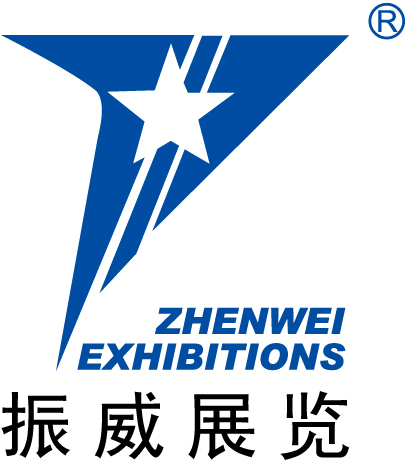 ®
ZHENWEI
EXHIBITIONS
振威展览